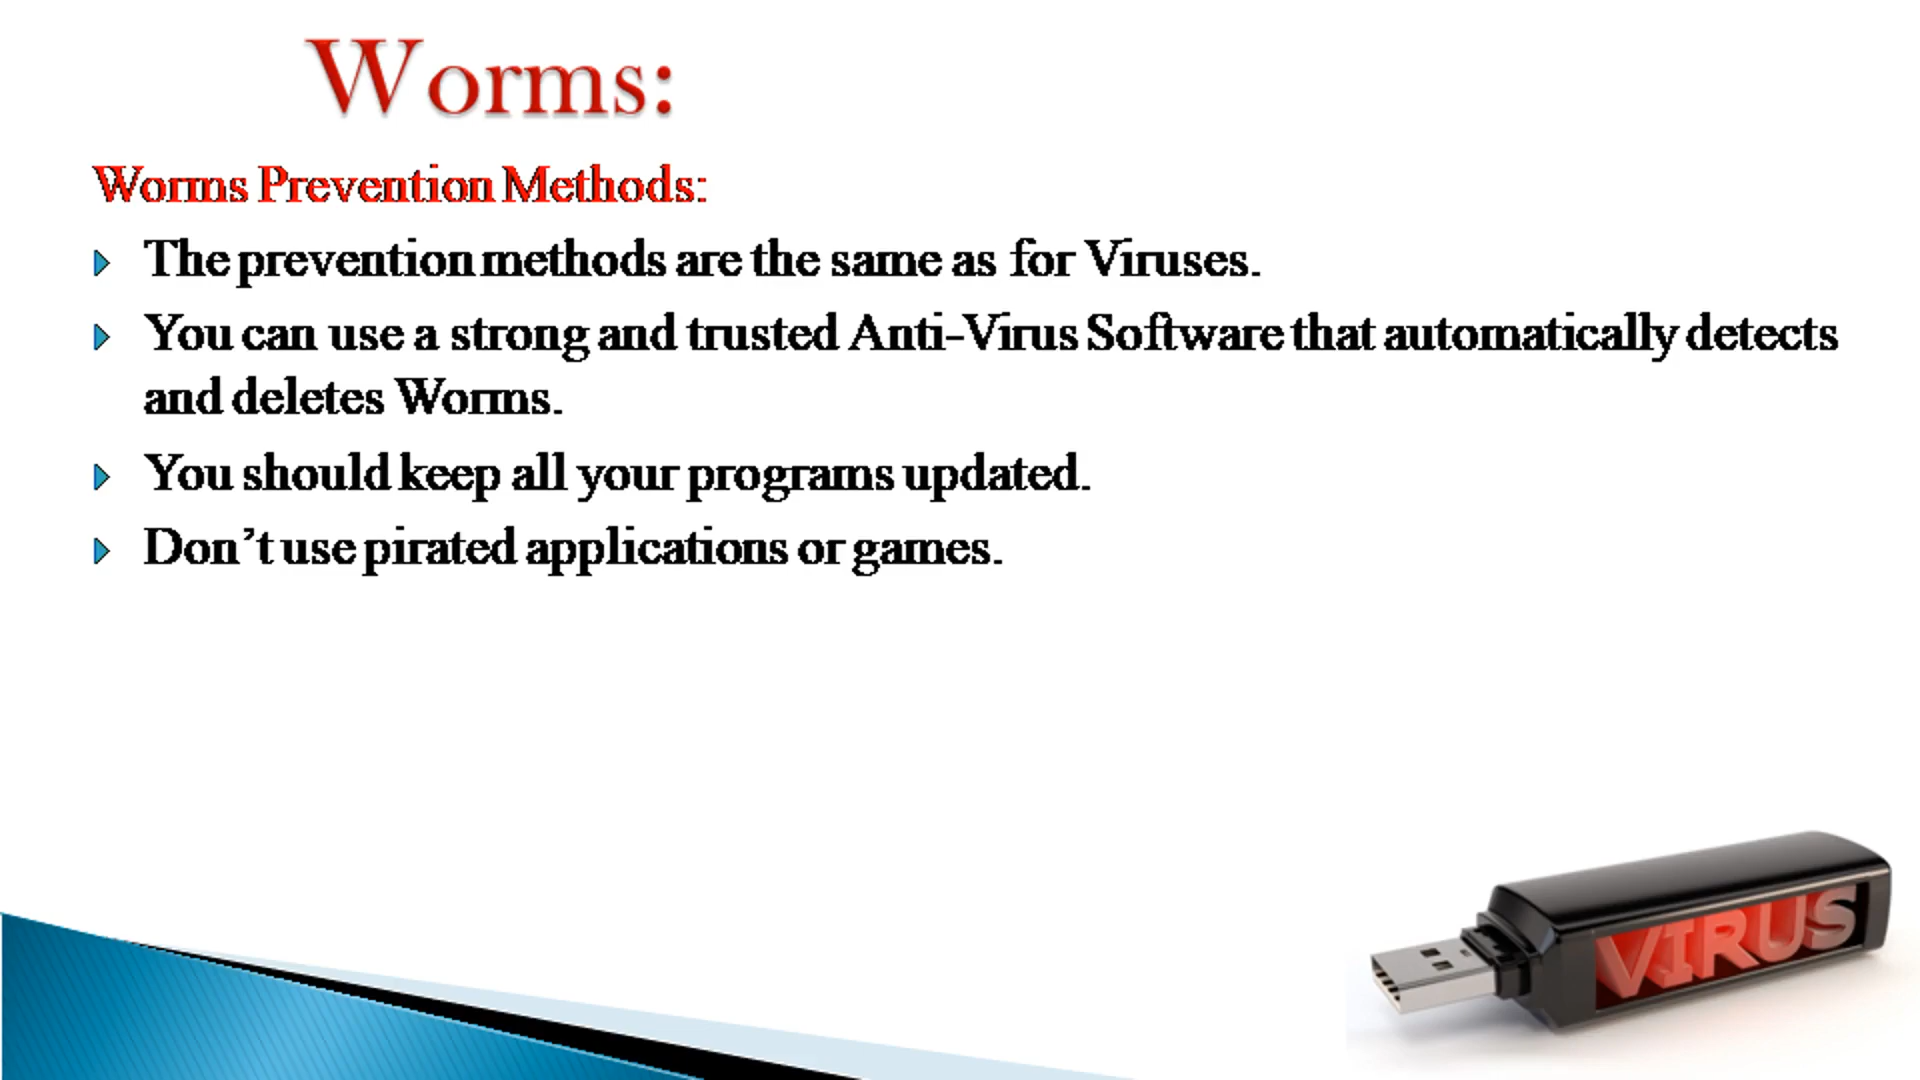 Worms:
Worms Prevention Methods:
The prevention methods are the same as for Viruses.
You can use a strong and trusted Anti-Virus Software that automatically detects
and deletes Worms.
You should keep all your programs updated.
Don’t use pirated applications or games.
VIRUS